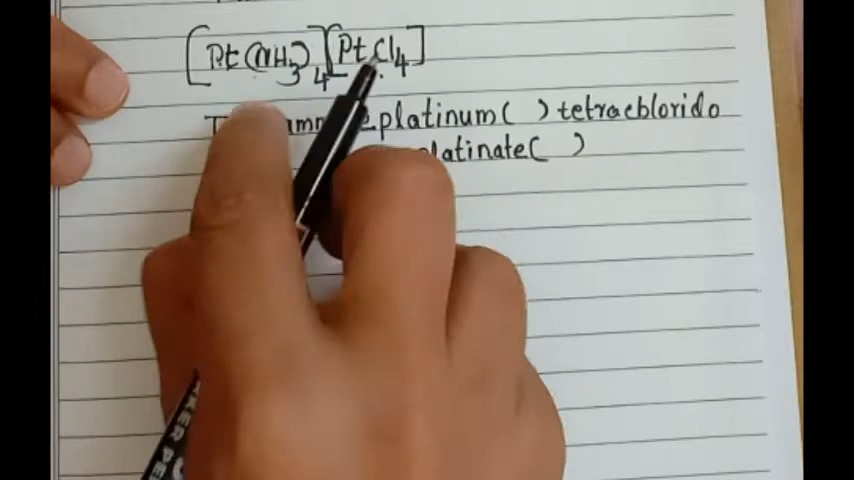 [Pt(NH3)4][PtCl4]
platinum( ) tetrachlorido
platinate( )